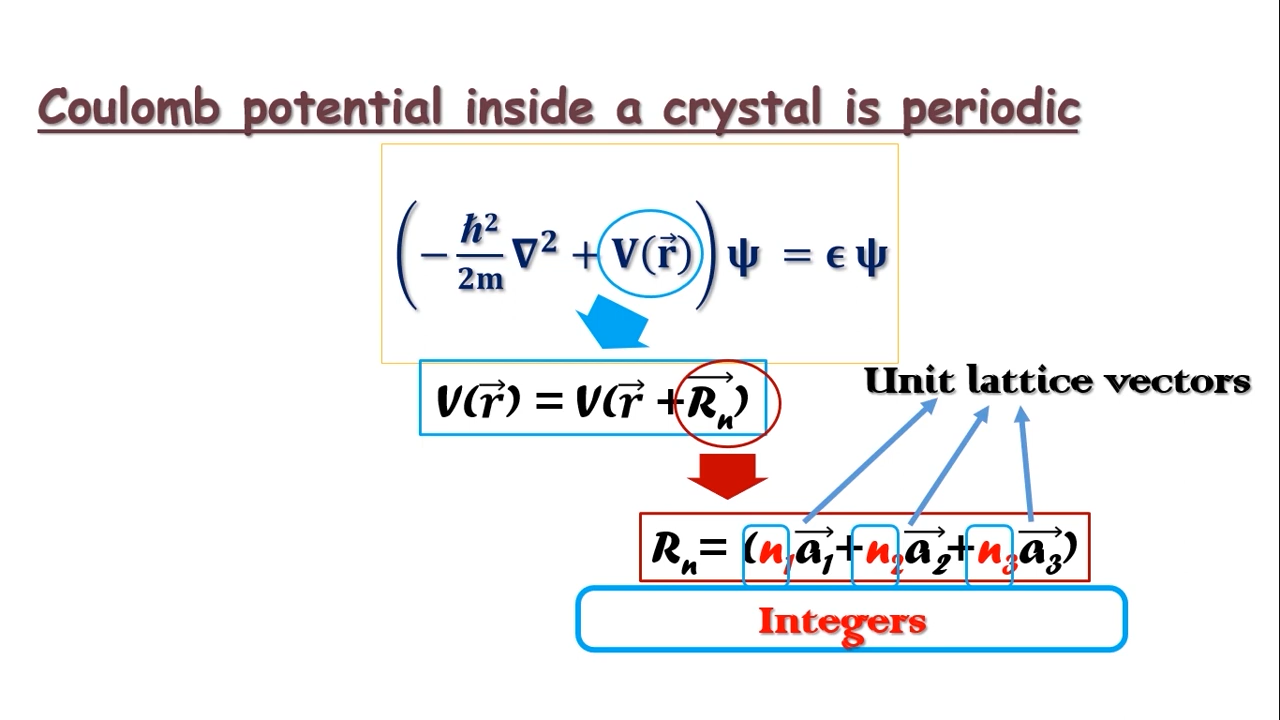 Coulomb potential inside a crystal is periodic
(−ℏ²/2m ∇² + V(r⃗)) ψ = ϵ ψ
V(r⃗) = V(r⃗ + R⃗ₙ)
Unit lattice vectors
Rₙ= (n₁a⃗₁+n₂a⃗₂+n₃a⃗₃)
Integers